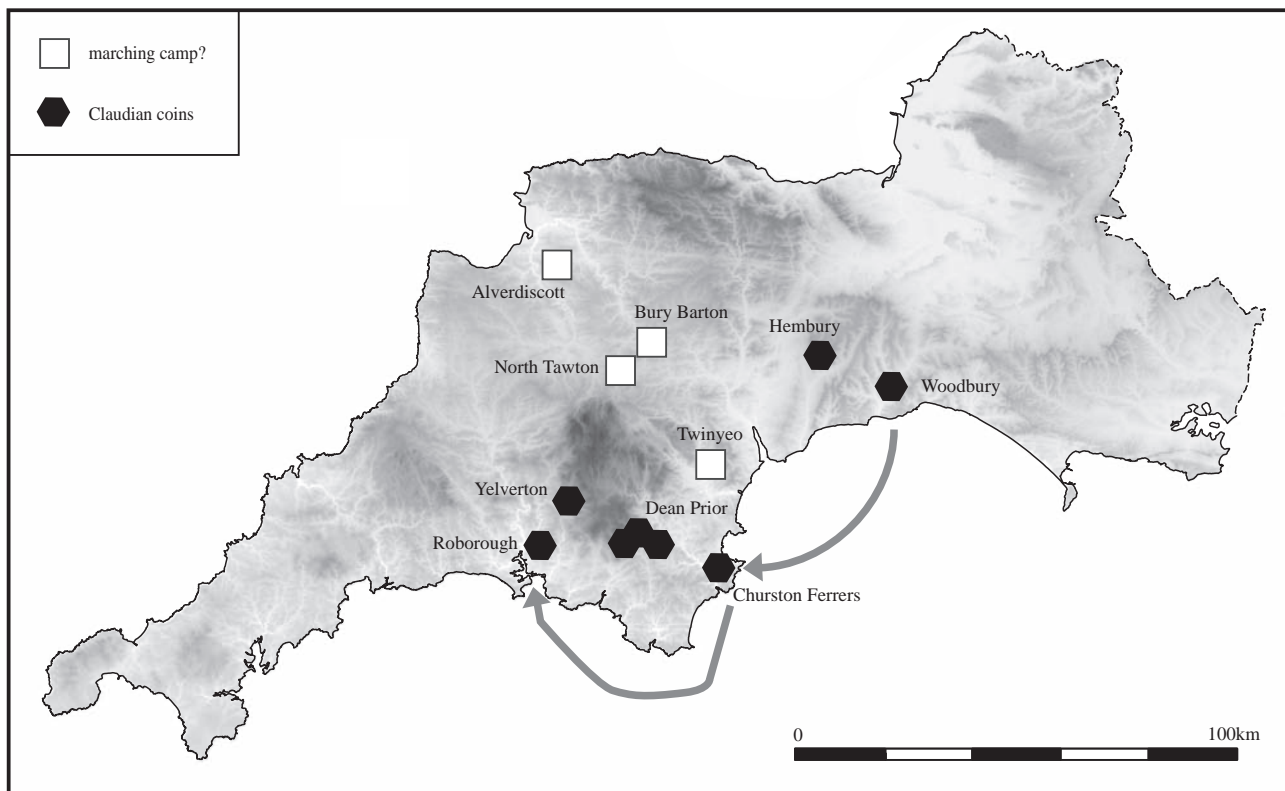 marching camp?
Claudian coins
Alverdiscott
Bury Barton
Hembury
North Tawton
Woodbury
Twinyeo
Yelverton
Dean Prior
Roborough
Churston Ferrers
0
100km